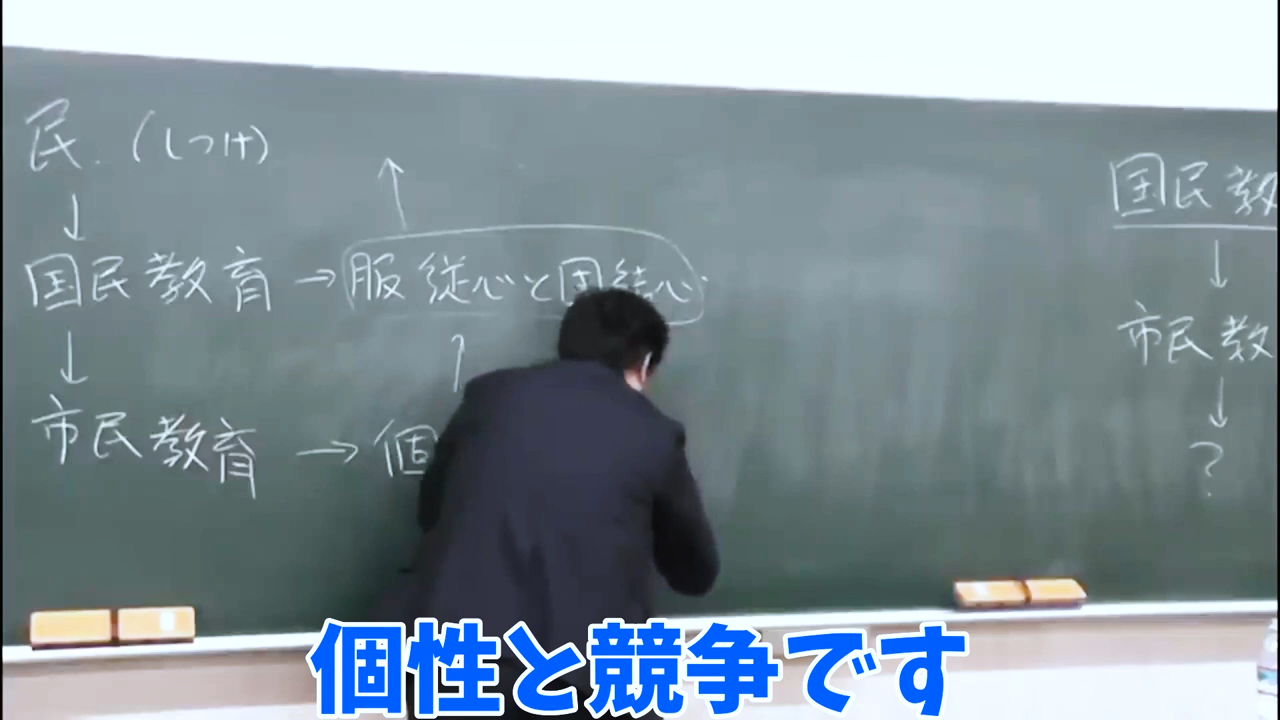 民.(しつけ)
↓
国民教育→服従心と団結心
↓
市民教育→個
国民教
↓
市民教
↓
?
個性と競争です